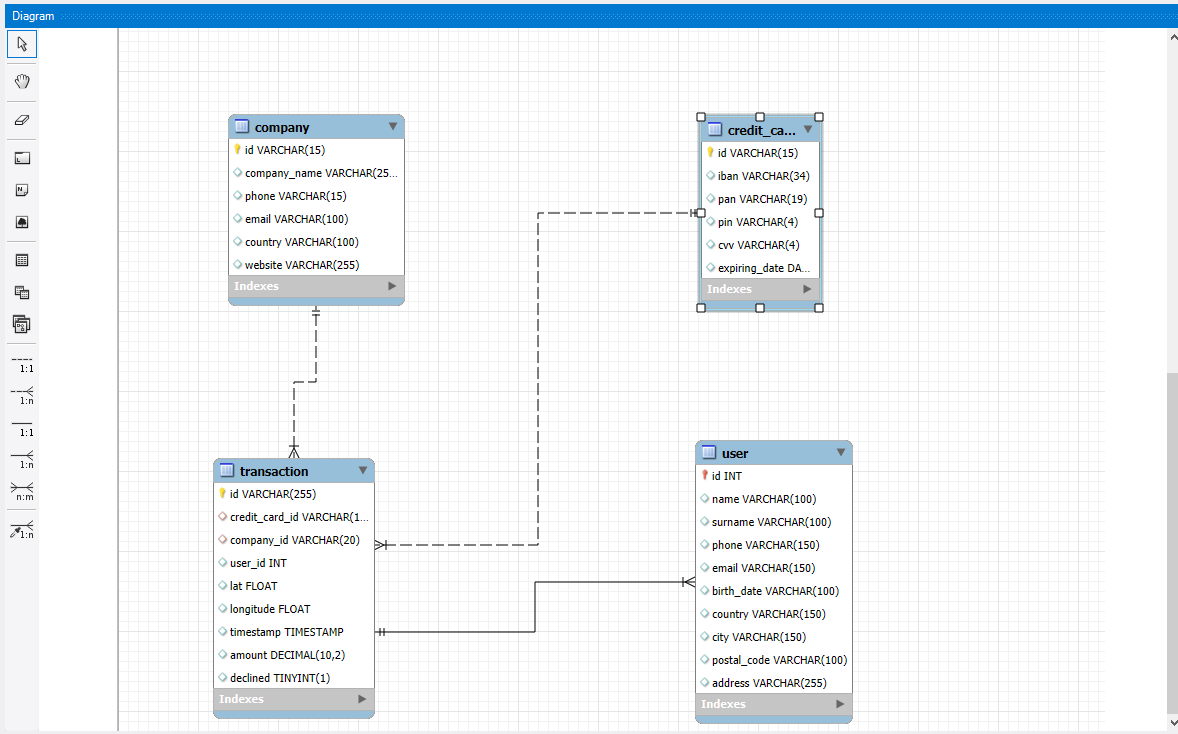 Diagram
company
id VARCHAR(15)
company_name VARCHAR(25...
phone VARCHAR(15)
email VARCHAR(100)
country VARCHAR(100)
website VARCHAR(255)
Indexes
credit_ca...
id VARCHAR(15)
iban VARCHAR(34)
pan VARCHAR(19)
pin VARCHAR(4)
cvv VARCHAR(4)
expiring_date DA...
Indexes
1:1
1:n
1:1
1:n
n:m
1:n
transaction
id VARCHAR(255)
credit_card_id VARCHAR(1...
company_id VARCHAR(20)
user_id INT
lat FLOAT
longitude FLOAT
timestamp TIMESTAMP
amount DECIMAL(10,2)
declined TINYINT(1)
Indexes
user
id INT
name VARCHAR(100)
surname VARCHAR(100)
phone VARCHAR(150)
email VARCHAR(150)
birth_date VARCHAR(100)
country VARCHAR(150)
city VARCHAR(150)
postal_code VARCHAR(100)
address VARCHAR(255)
Indexes